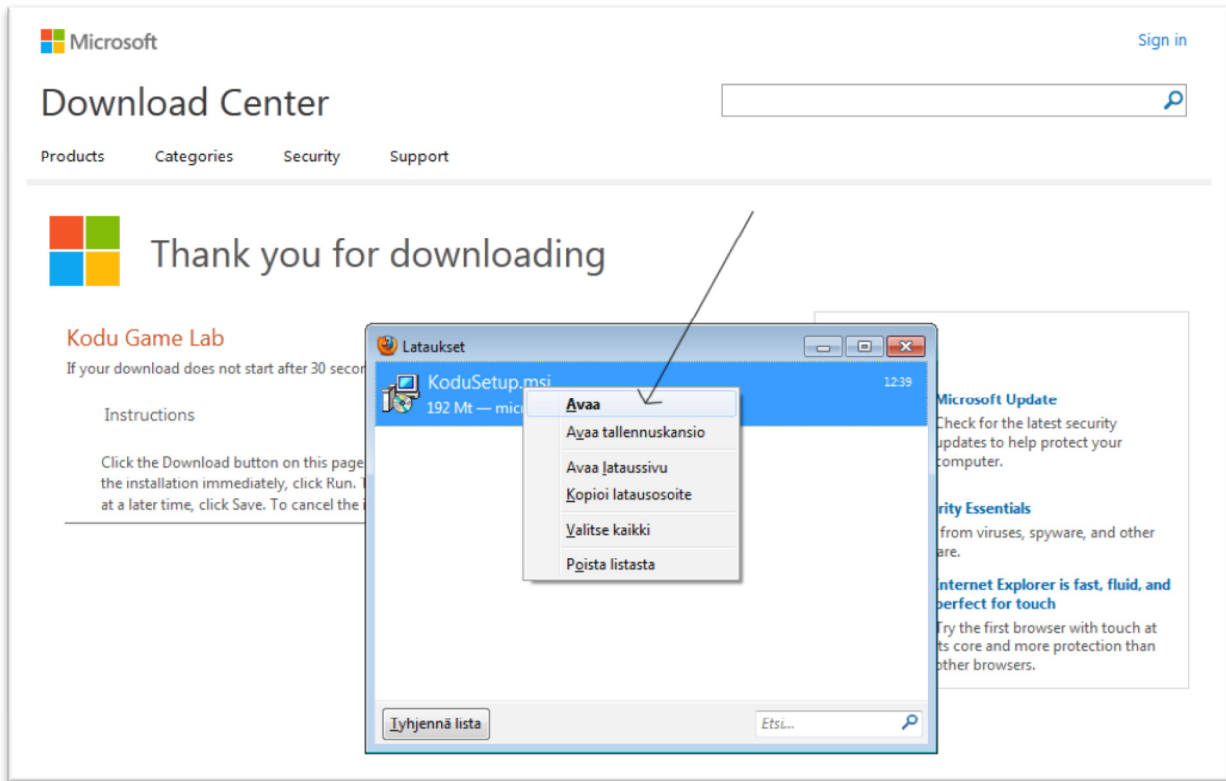 Microsoft
Sign in
Download Center
Products Categories Security Support
Thank you for downloading
Kodu Game Lab
If your download does not start after 30 secon
Instructions
Click the Download button on this page
the installation immediately, click Run. T
at a later time, click Save. To cancel the i
Lataukset
KoduSetup.msi 12:39
192 Mt — micr
Avaa
Avaa tallennuskansio
Avaa lataussivu
Kopioi latausosoite
Valitse kaikki
Poista listasta
Tyhjennä lista
Etsi...
Microsoft Update
Check for the latest security
updates to help protect your
computer.
rity Essentials
from viruses, spyware, and other
are.
Internet Explorer is fast, fluid, and
perfect for touch
Try the first browser with touch at
its core and more protection than
other browsers.